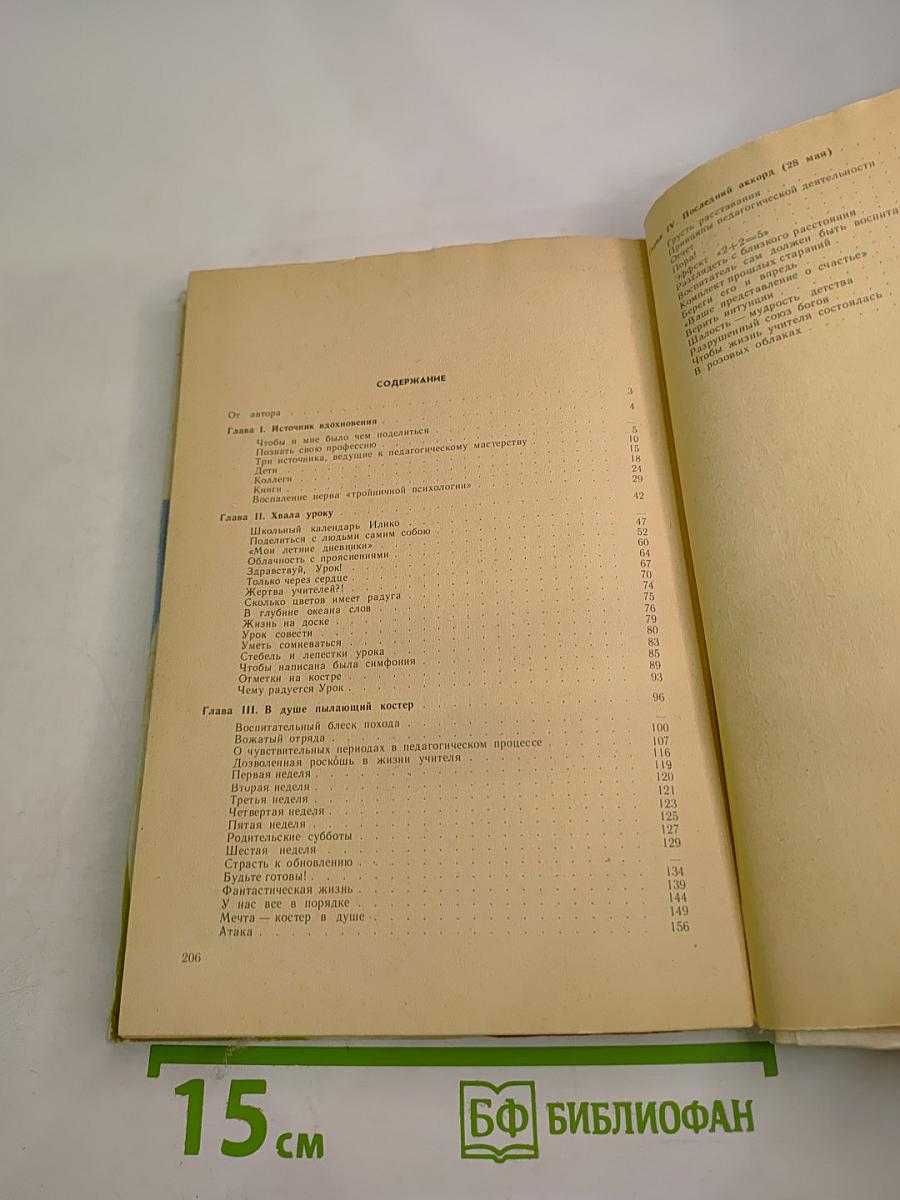 СОДЕРЖАНИЕ
От автора . . . 3
Глава I. Источник вдохновения . . . 4
Чтобы и мне было чем поделиться . . . —
Познать свою профессию . . . 5
Три источника, ведущие к педагогическому мастерству . . . 10
Дети . . . 15
Коллеги . . . 18
Книги . . . 24
Воспаление нерва «тройничной психологии» . . . 29
Глава II. Хвала уроку . . . 42
Школьный календарь Илико . . . —
Поделиться с людьми самим собою . . . 47
«Мои летние дневники» . . . 52
Облачность с прояснениями . . . 60
Здравствуй, Урок! . . . 64
Только через сердце . . . 67
Жертва учителей?! . . . 70
Сколько цветов имеет радуга . . . 74
В глубине океана слов . . . 75
Жизнь на доске . . . 76
Урок совести . . . 79
Уметь сомневаться . . . 80
Стебель и лепестки урока . . . 83
Чтобы написана была симфония . . . 85
Отметки на костре . . . 89
Чему радуется Урок . . . 93
Глава III. В душе пылающий костер . . . 96
Воспитательный блеск похода . . . —
Вожатый отряда . . . 100
О чувствительных периодах в педагогическом процессе . . . 107
Дозволенная роскошь в жизни учителя . . . 116
Первая неделя . . . 119
Вторая неделя . . . 120
Третья неделя . . . 121
Четвертая неделя . . . 123
Пятая неделя . . . 125
Родительские субботы . . . 127
Шестая неделя . . . 129
Страсть к обновлению . . . —
Будьте готовы! . . . 134
Фантастическая жизнь . . . 139
У нас все в порядке . . . 144
Мечта — костер в душе . . . 149
Атака . . . 156
206
IV. Последний аккорд (28 мая)
Грусть расставания . . .
Принципы педагогической деятельности . . .
Отчет . . .
Пора! . . .
Эффект «2+2=5» . . .
Разглядеть с близкого расстояния . . .
Воспитатель сам должен быть
Комплект прошлых стараний . . .
Береги его и впредь . . .
«Ваше представление о счастье» . . .
Верить интуиции . . .
Шалость — мудрость детства . . .
Разрушенный союз богов . . .
Чтобы жизнь учителя состоялась . . .
В розовых облаках . . .
15 см
БФ БИБЛИОФАН